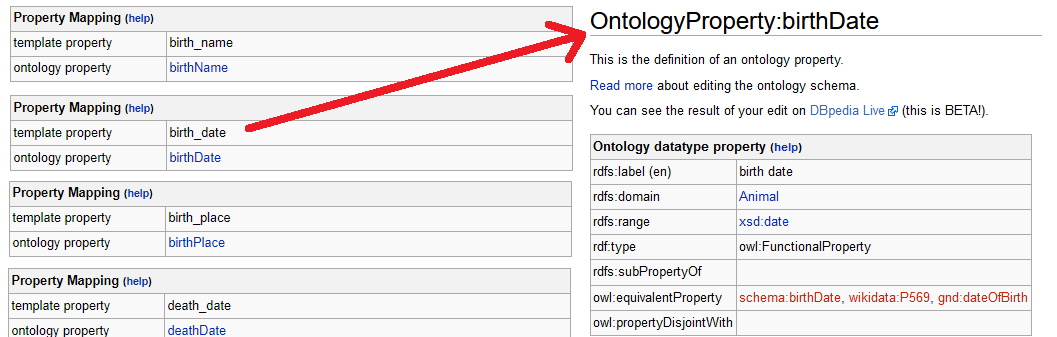 Property Mapping (help)
template property birth_name
ontology property birthName
Property Mapping (help)
template property birth_date
ontology property birthDate
Property Mapping (help)
template property birth_place
ontology property birthPlace
Property Mapping (help)
template property death_date
ontology property deathDate
OntologyProperty:birthDate
This is the definition of an ontology property.
Read more about editing the ontology schema.
You can see the result of your edit on DBpedia Live (this is BETA!).
Ontology datatype property (help)
rdfs:label (en) birth date
rdfs:domain Animal
rdfs:range xsd:date
rdf:type owl:FunctionalProperty
rdfs:subPropertyOf
owl:equivalentProperty schema:birthDate, wikidata:P569, gnd:dateOfBirth
owl:propertyDisjointWith